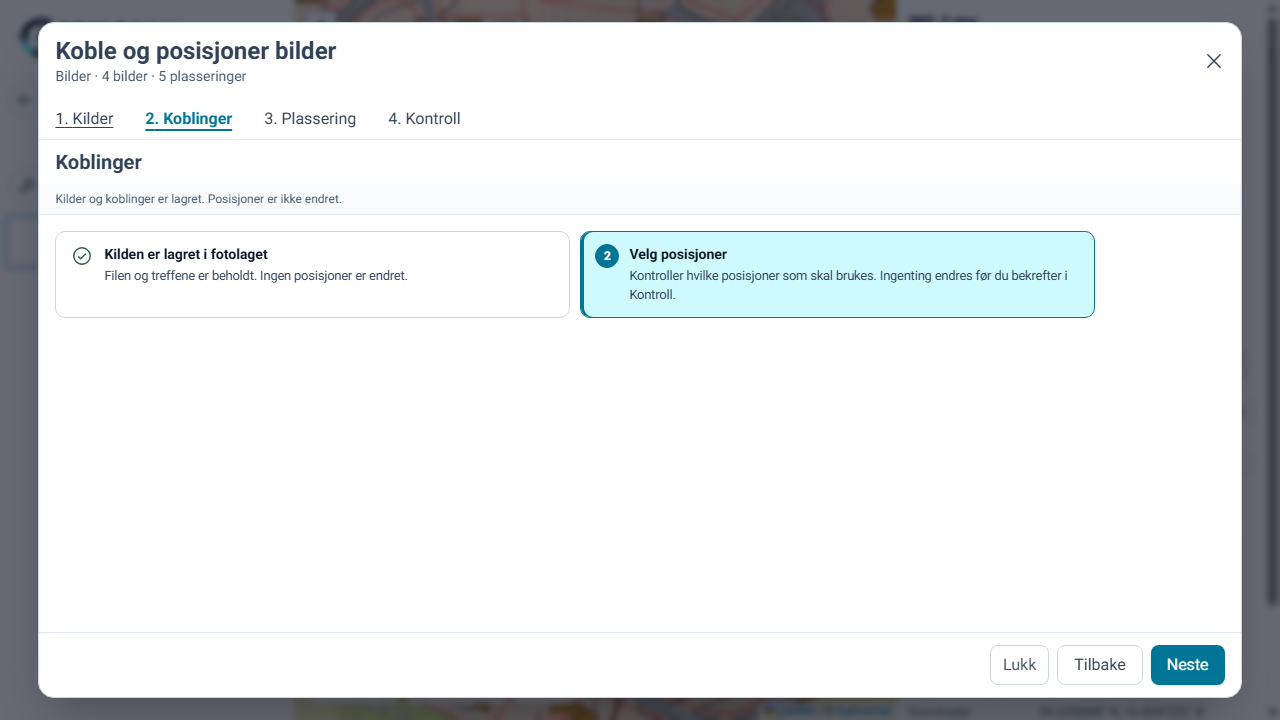 Koble og posisjoner bilder
Bilder · 4 bilder · 5 plasseringer
1. Kilder
2. Koblinger
3. Plassering
4. Kontroll
Koblinger
Kilder og koblinger er lagret. Posisjoner er ikke endret.
Kilden er lagret i fotolaget
Filen og treffene er beholdt. Ingen posisjoner er endret.
2
Velg posisjoner
Kontroller hvilke posisjoner som skal brukes. Ingenting endres før du bekrefter i
Kontroll.
Lukk
Tilbake
Neste